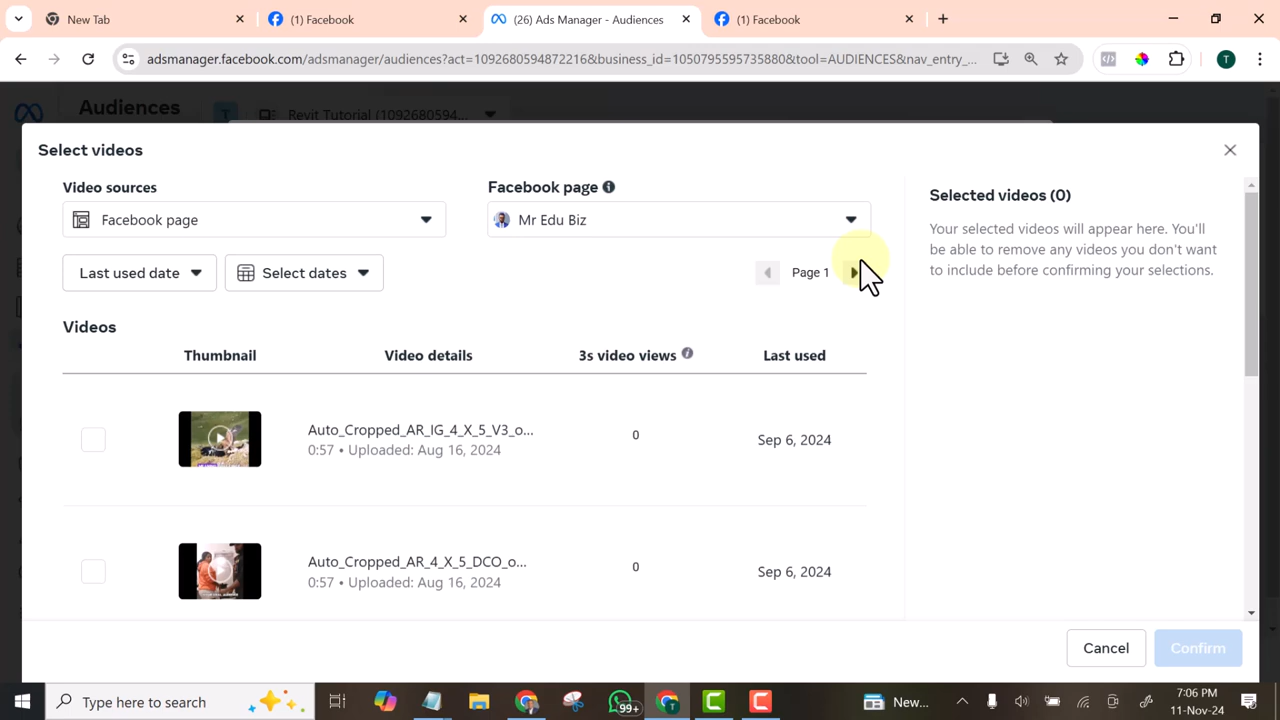 New Tab
(1) Facebook
(26) Ads Manager - Audiences
(1) Facebook
adsmanager.facebook.com/adsmanager/audiences?act=1092680594872216&business_id=1050795595735880&tool=AUDIENCES&nav_entry_...
T
Audiences
T
Revit Tutorial (1092680594...
Select videos
Video sources
Facebook page
Facebook page
Mr Edu Biz
Last used date
Select dates
Page 1
Selected videos (0)
Your selected videos will appear here. You'll
be able to remove any videos you don't want
to include before confirming your selections.
Videos
Thumbnail
Video details
3s video views
Last used
Auto_Cropped_AR_IG_4_X_5_V3_o...
0:57 • Uploaded: Aug 16, 2024
0
Sep 6, 2024
Auto_Cropped_AR_4_X_5_DCO_o...
0:57 • Uploaded: Aug 16, 2024
0
Sep 6, 2024
Cancel
Confirm
Type here to search
99+
New...
7:06 PM
11-Nov-24